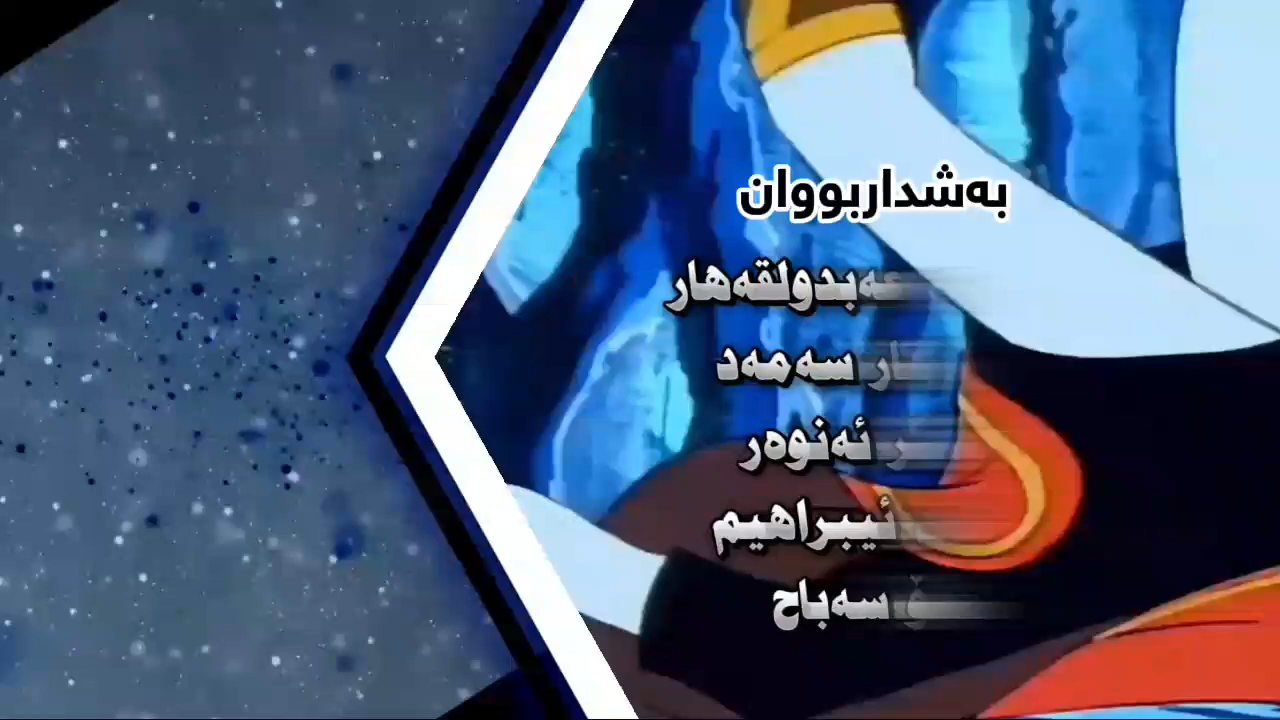 بەشداربووان
عەبدولقەهار
سەمەد
ئەنوەر
ئیبراهیم
سەباح